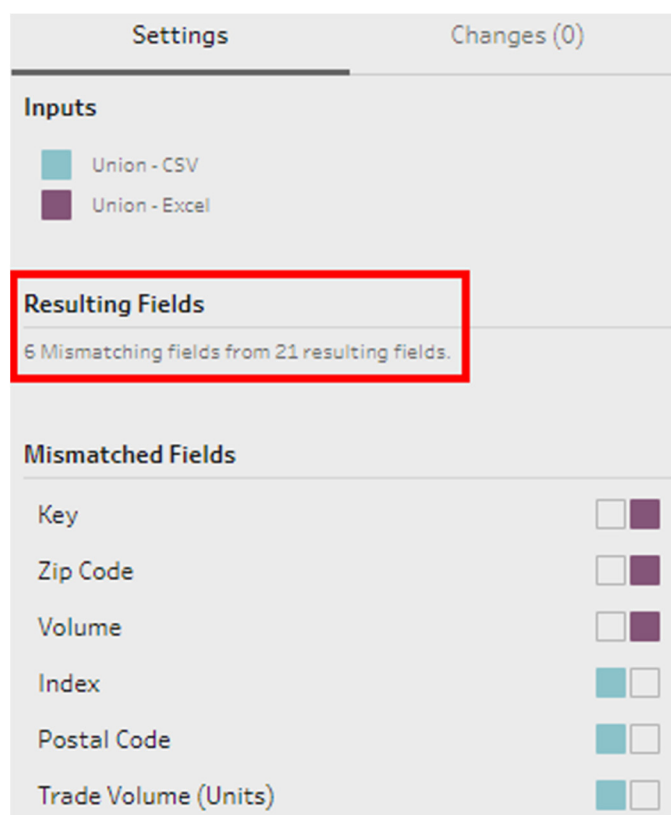 Settings
Changes (0)
Inputs
Union - CSV
Union - Excel
Resulting Fields
6 Mismatching fields from 21 resulting fields.
Mismatched Fields
Key
Zip Code
Volume
Index
Postal Code
Trade Volume (Units)